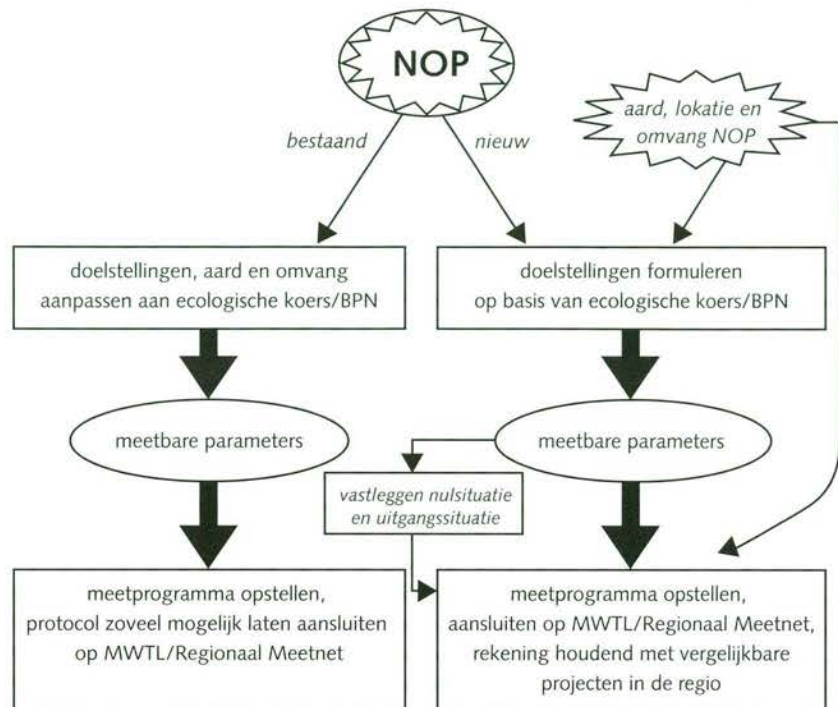 NOP
aard, lokatie en
omvang NOP
bestaand
nieuw
doelstellingen, aard en omvang
aanpassen aan ecologische koers/BPN
doelstellingen formuleren
op basis van ecologische koers/BPN
meetbare parameters
meetbare parameters
vastleggen nulsituatie
en uitgangssituatie
meetprogramma opstellen,
protocol zoveel mogelijk laten aansluiten
op MWTL/Regionaal Meetnet
meetprogramma opstellen,
aansluiten op MWTL/Regionaal Meetnet,
rekening houdend met vergelijkbare
projecten in de regio